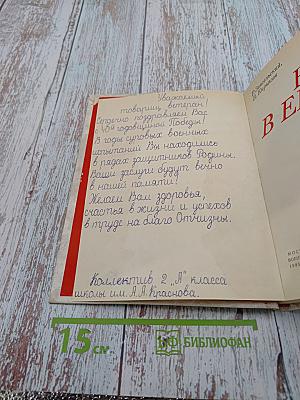 Уважаемый
товарищ ветеран!
Сердечно поздравляем Вас
с 40й годовщиной Победы!
В годы суровых военных
испытаний Вы находились
в рядах защитников Родины.
Ваши заслуги будут вечно
в нашей памяти!
Желаем Вам здоровья,
счастья в жизни и успехов
в труде на благо Отчизны.
Коллектив 2 „А" класса
школы им. А.А. Краснова.
15 см.
БИБЛИОФАН